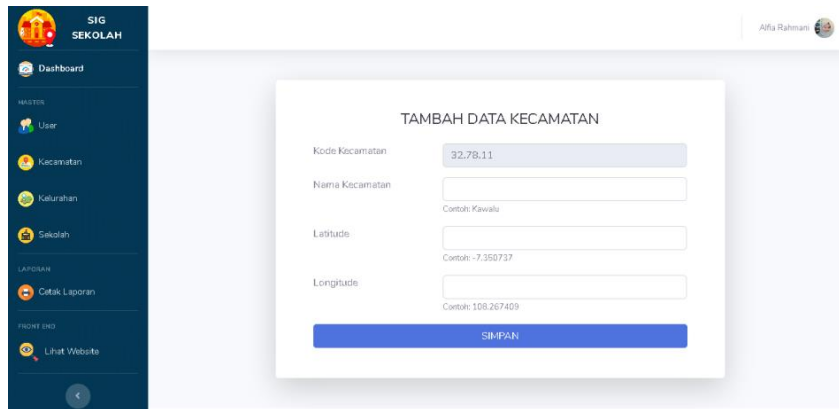 SIG
SEKOLAH
Alfia Rahmani
Dashboard
MASTER
User
Kecamatan
Kelurahan
Sekolah
LAPORAN
Cetak Laporan
FRONT END
Lihat Website
TAMBAH DATA KECAMATAN
Kode Kecamatan
32.78.11
Nama Kecamatan
Contoh: Kawalu
Latitude
Contoh: -7.350737
Longitude
Contoh: 108.267409
SIMPAN